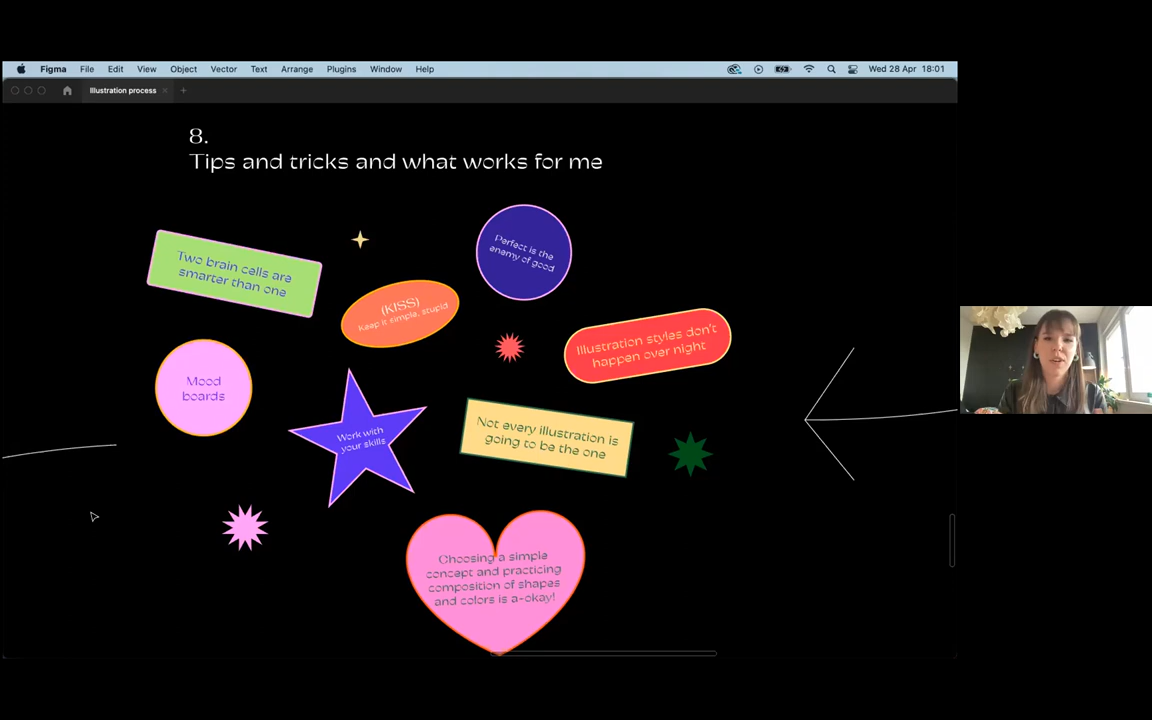 Figma File Edit View Object Vector Text Arrange Plugins Window Help Wed 28 Apr 18:01
Illustration process
8.
Tips and tricks and what works for me
Perfect is the
enemy of good
Two brain cells are
smarter than one
(KISS)
Keep it simple, stupid
Illustration styles don't
happen over night
Mood
boards
Work with
your skills
Not every illustration is
going to be the one
Choosing a simple
concept and practicing
composition of shapes
and colors is a-okay!